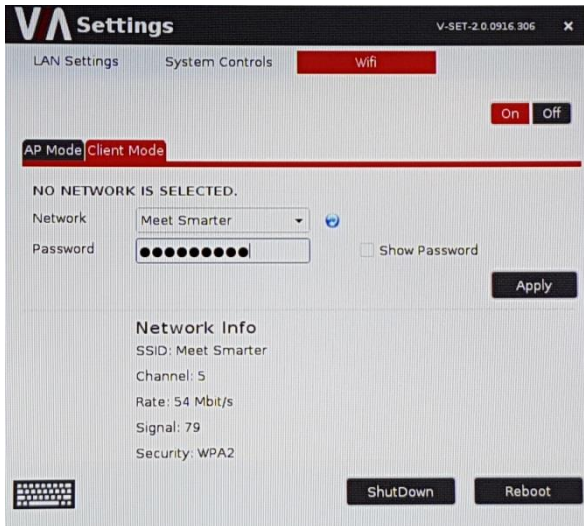 VIA Settings V-SET-2.0.0916.306 x
LAN Settings System Controls Wifi
On Off
AP Mode Client Mode
NO NETWORK IS SELECTED.
Network Meet Smarter
Password ●●●●●●●●● Show Password
Apply
Network Info
SSID: Meet Smarter
Channel: 5
Rate: 54 Mbit/s
Signal: 79
Security: WPA2
ShutDown Reboot